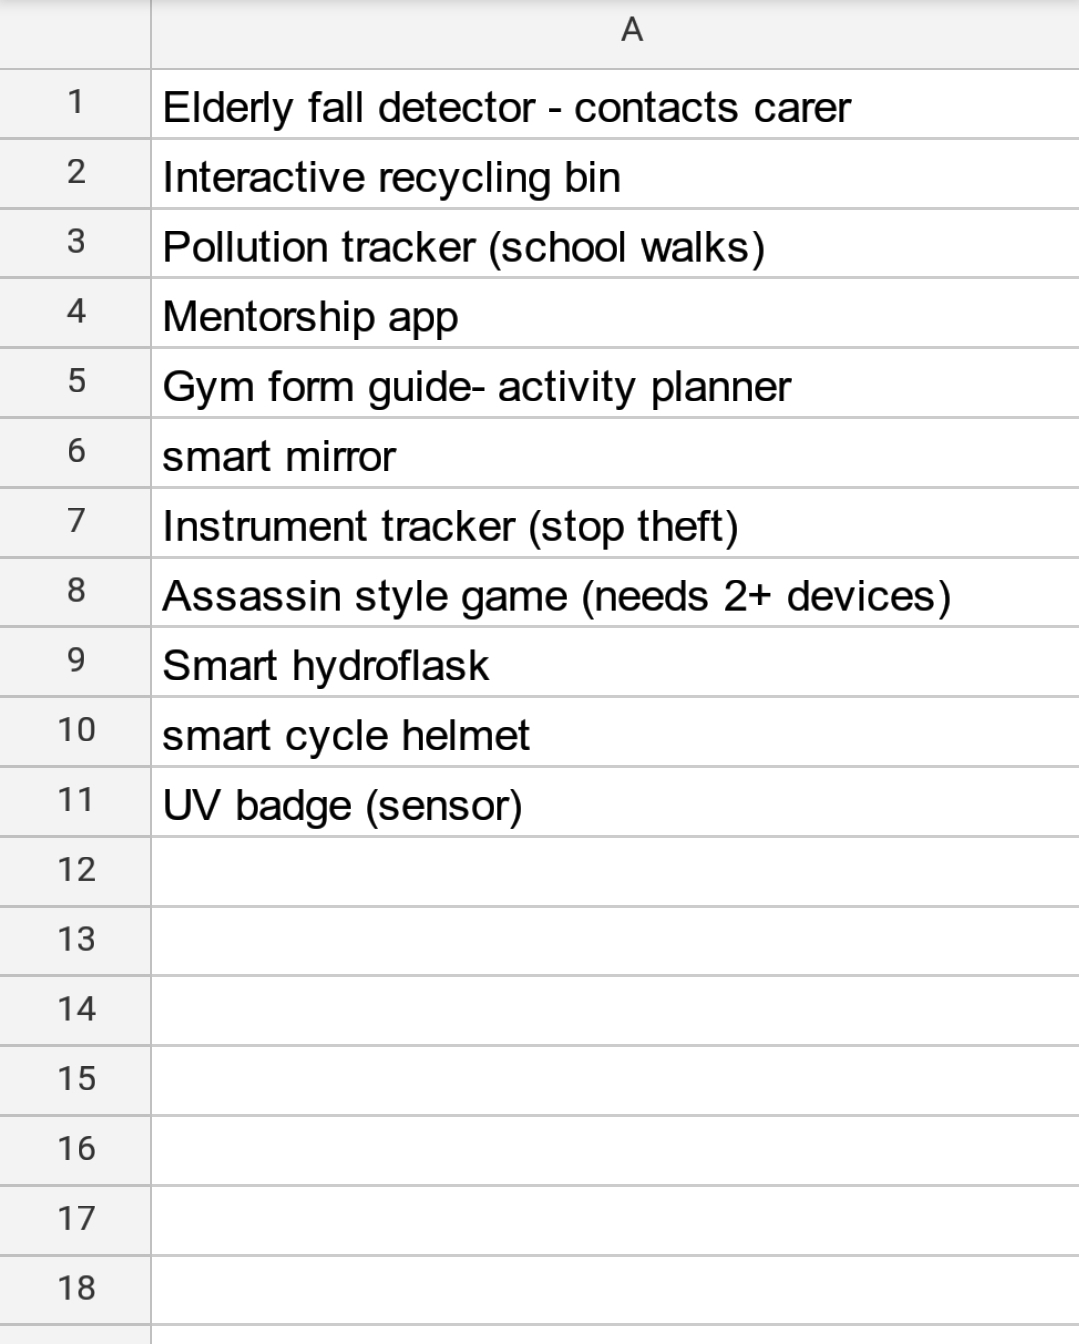 A
1 Elderly fall detector - contacts carer
2 Interactive recycling bin
3 Pollution tracker (school walks)
4 Mentorship app
5 Gym form guide- activity planner
6 smart mirror
7 Instrument tracker (stop theft)
8 Assassin style game (needs 2+ devices)
9 Smart hydroflask
10 smart cycle helmet
11 UV badge (sensor)
12
13
14
15
16
17
18